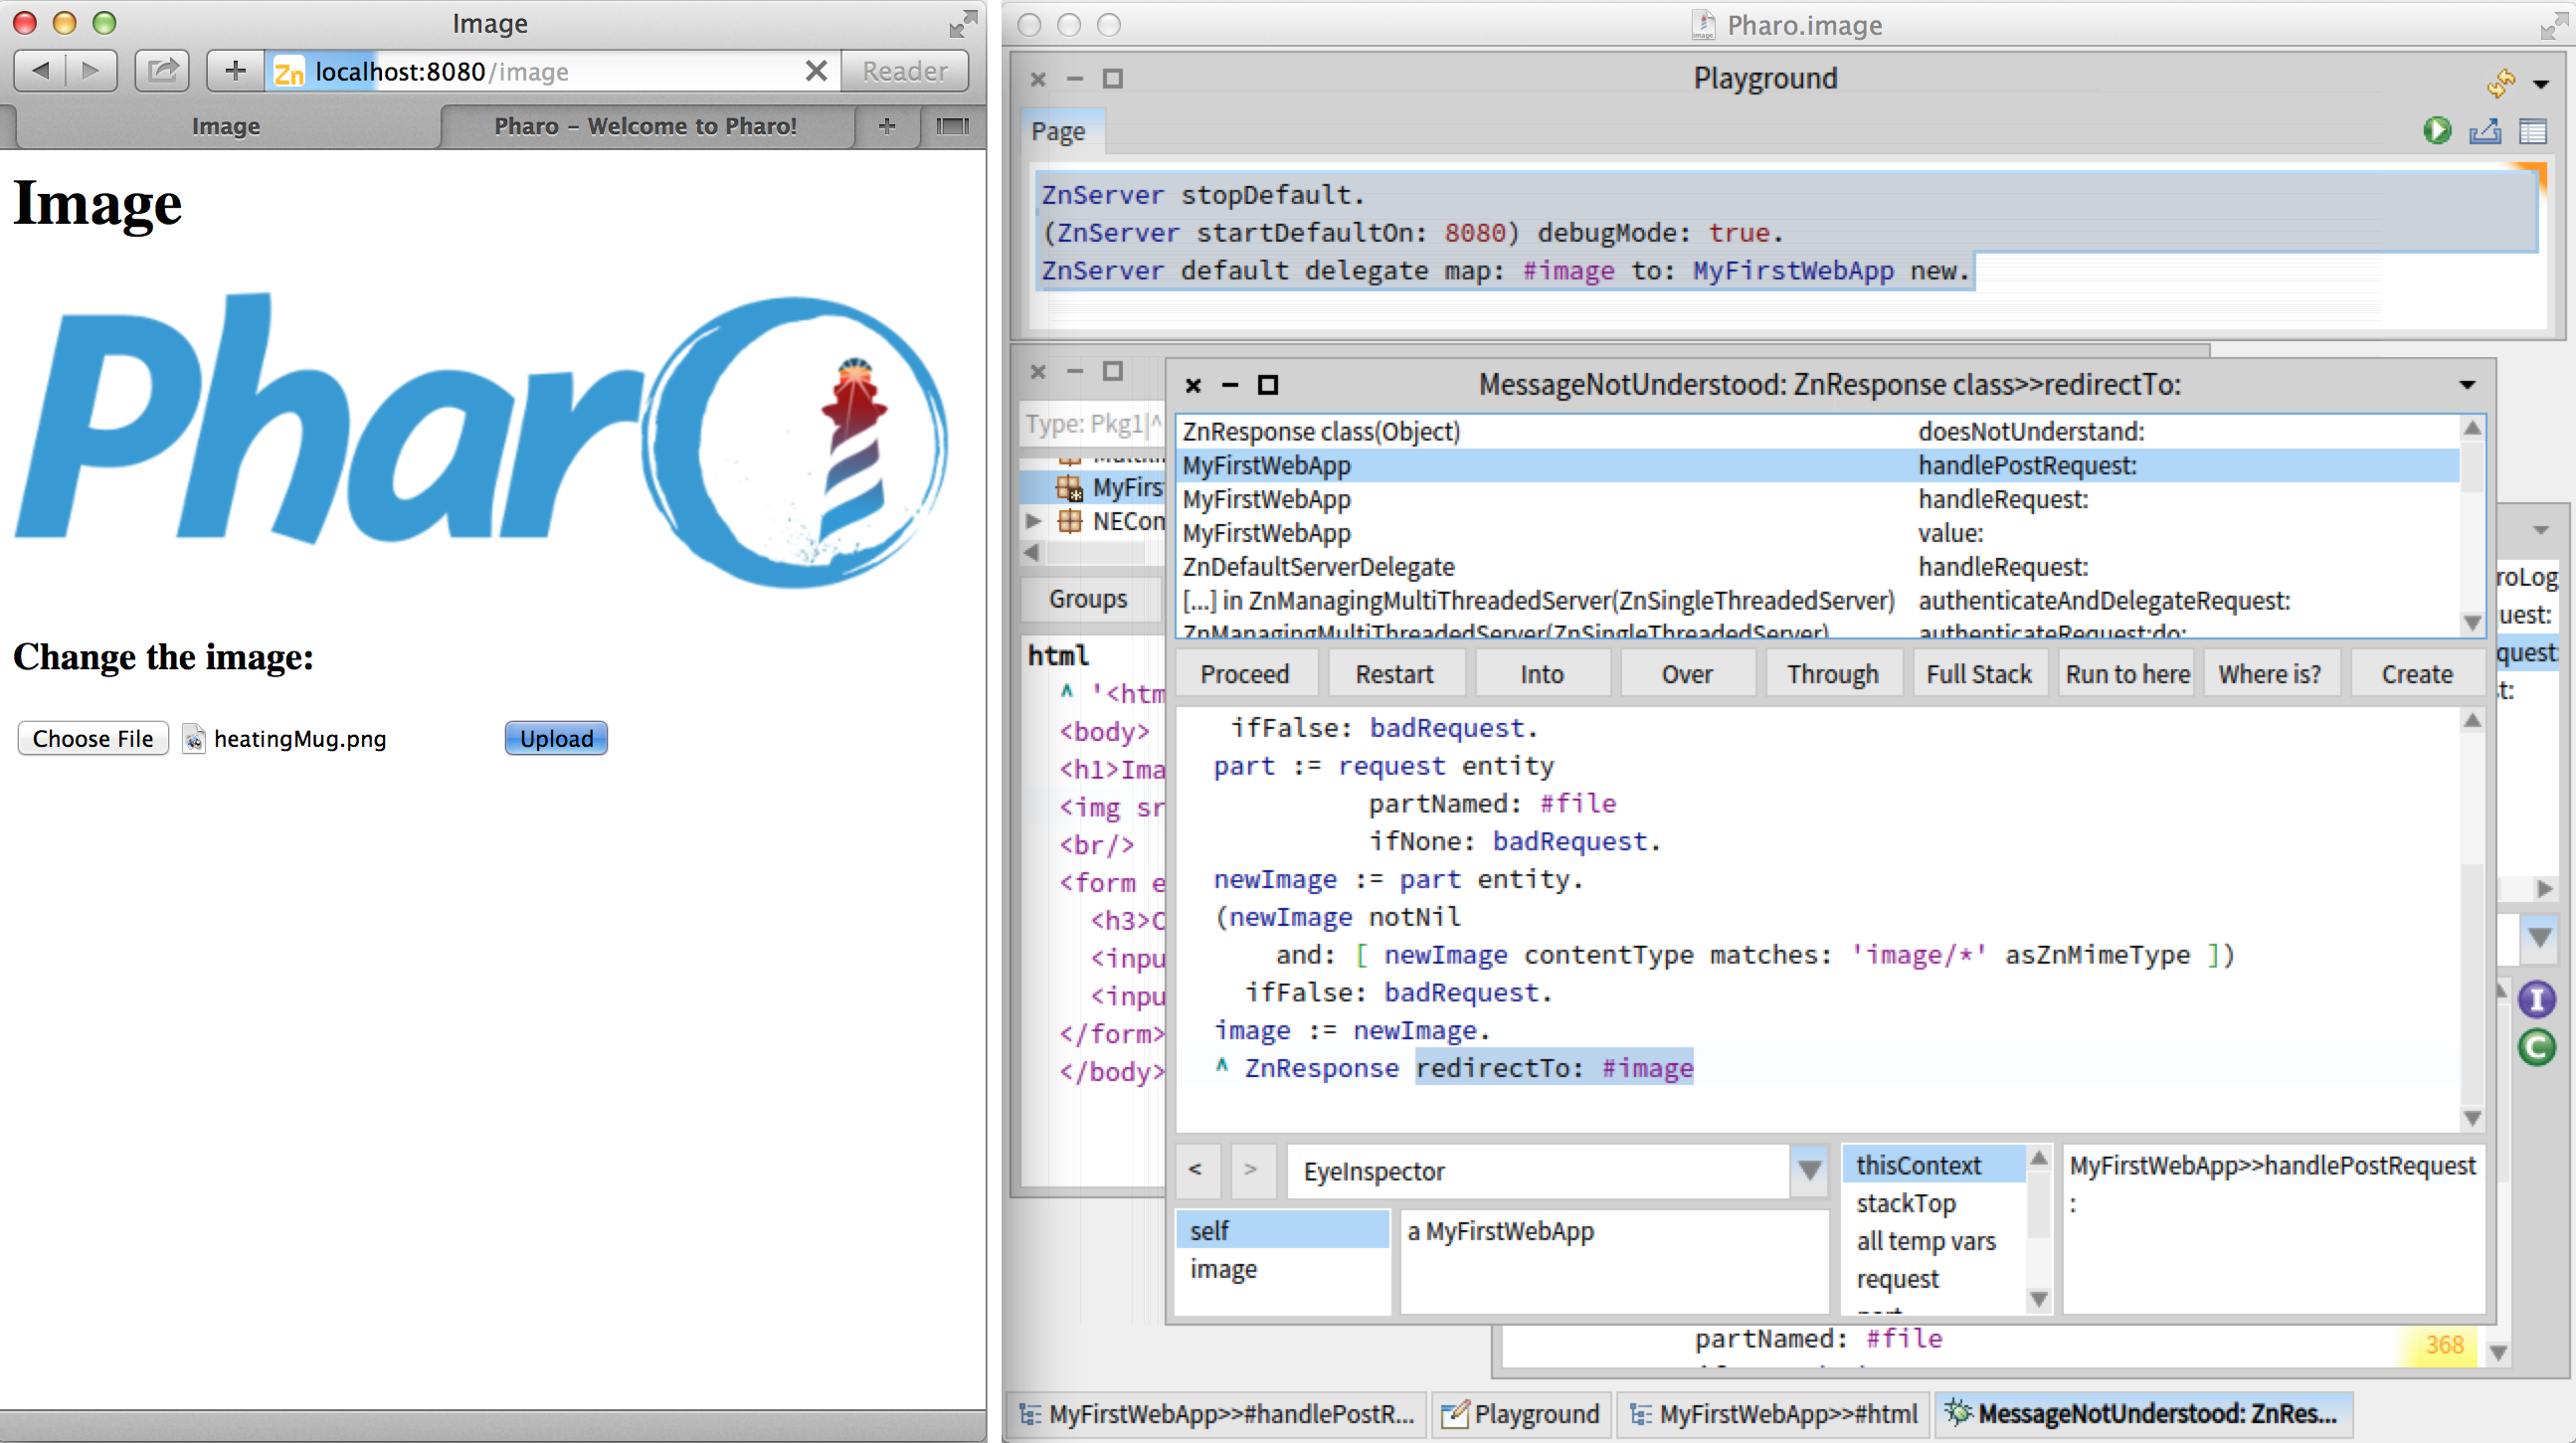 Image
Zn localhost:8080/image
Reader
Image
Pharo – Welcome to Pharo!
Image
Pharo
Change the image:
Choose File heatingMug.png Upload
Pharo.image
Playground
Page
ZnServer stopDefault.
(ZnServer startDefaultOn: 8080) debugMode: true.
ZnServer default delegate map: #image to: MyFirstWebApp new.
Type: Pkg1|^
MyFirs
NECom
Groups
html
^ '<htm
<body>
<h1>Ima
<img sr
<br/>
<form e
<h3>C
<inpu
<inpu
</form>
</body>
MessageNotUnderstood: ZnResponse class>>redirectTo:
ZnResponse class(Object) doesNotUnderstand:
MyFirstWebApp handlePostRequest:
MyFirstWebApp handleRequest:
MyFirstWebApp value:
ZnDefaultServerDelegate handleRequest:
[...] in ZnManagingMultiThreadedServer(ZnSingleThreadedServer) authenticateAndDelegateRequest:
ZnManagingMultiThreadedServer(ZnSingleThreadedServer) authenticateRequest:do:
Proceed Restart Into Over Through Full Stack Run to here Where is? Create
ifFalse: badRequest.
part := request entity
partNamed: #file
ifNone: badRequest.
newImage := part entity.
(newImage notNil
and: [ newImage contentType matches: 'image/*' asZnMimeType ])
ifFalse: badRequest.
image := newImage.
^ ZnResponse redirectTo: #image
< > EyeInspector
self
image
a MyFirstWebApp
thisContext
stackTop
all temp vars
request
MyFirstWebApp>>handlePostRequest
:
roLog
uest:
quest:
t:
I
C
partNamed: #file
368
MyFirstWebApp>>#handlePostR...
Playground
MyFirstWebApp>>#html
MessageNotUnderstood: ZnRes...